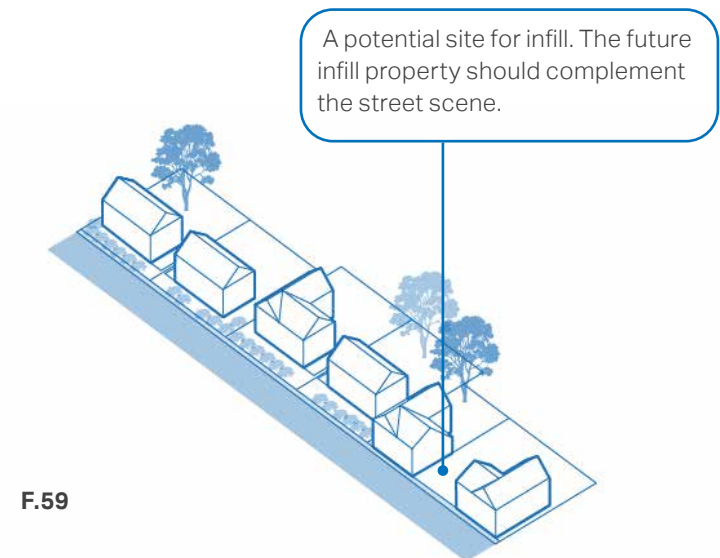 A potential site for infill. The future
infill property should complement
the street scene.
F.59